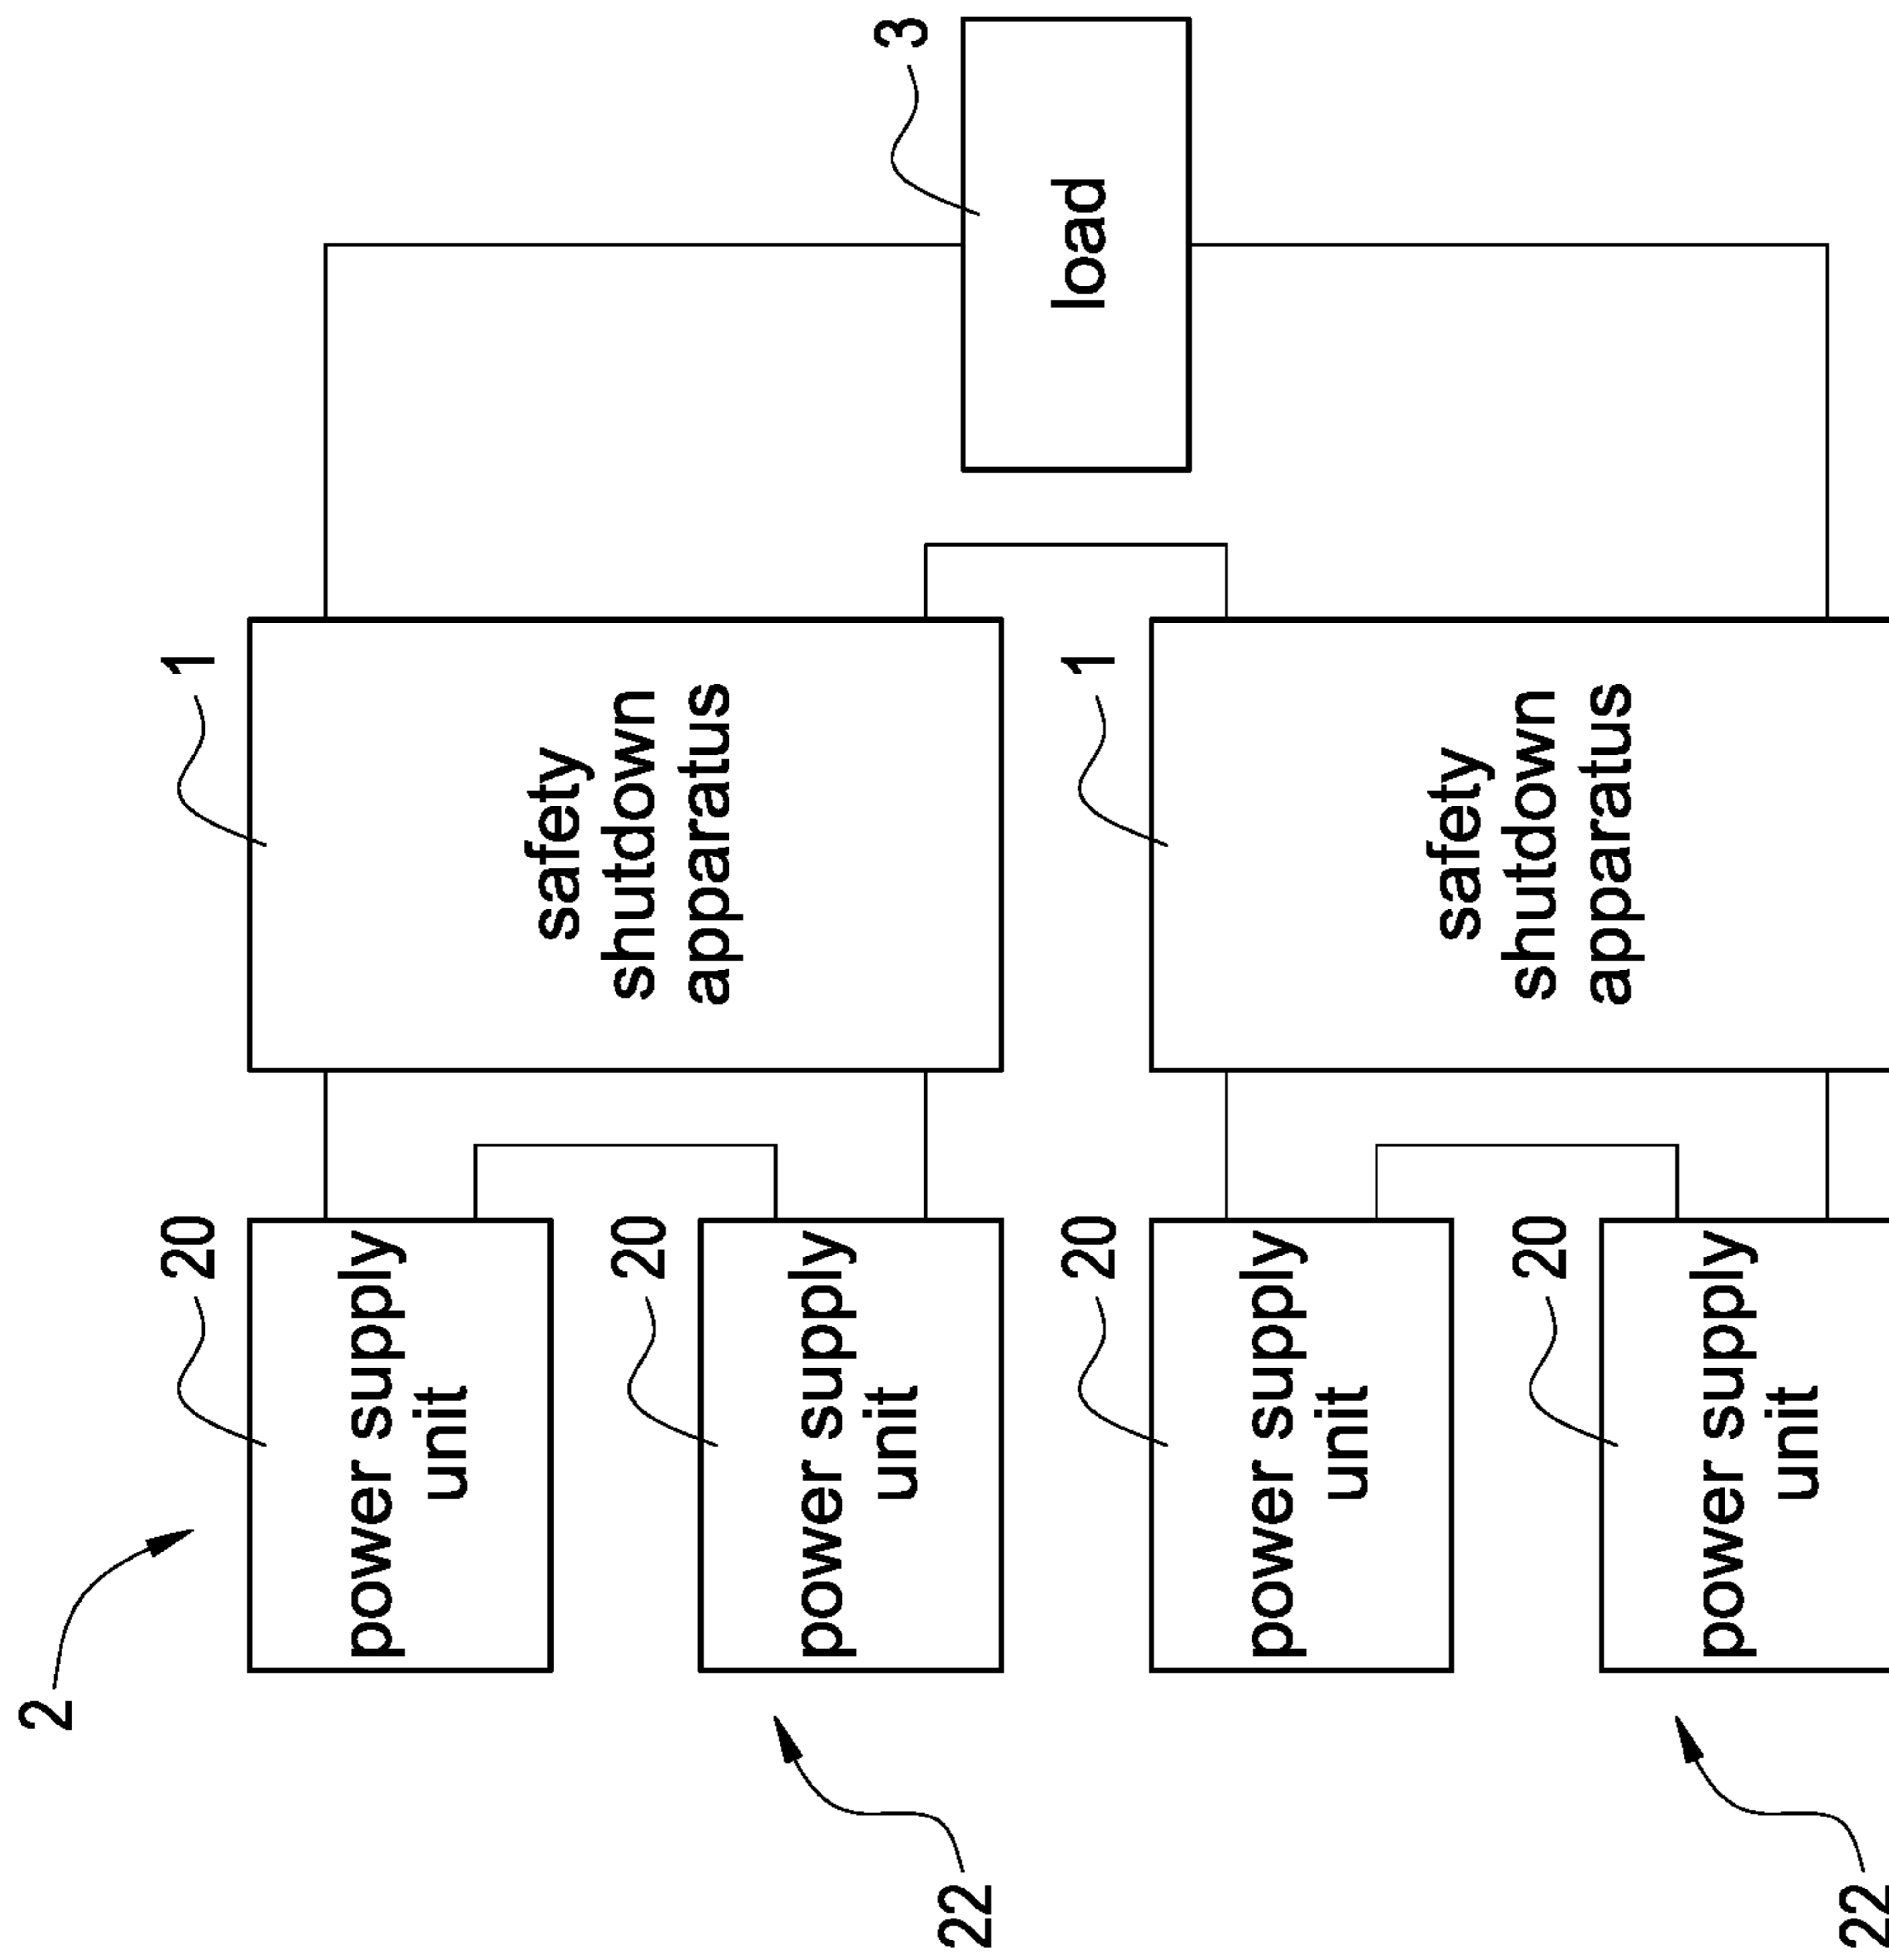 2
20
power supply
unit
20
power supply
unit
22
20
power supply
unit
20
power supply
unit
22
1
safety
shutdown
apparatus
1
safety
shutdown
apparatus
3
load